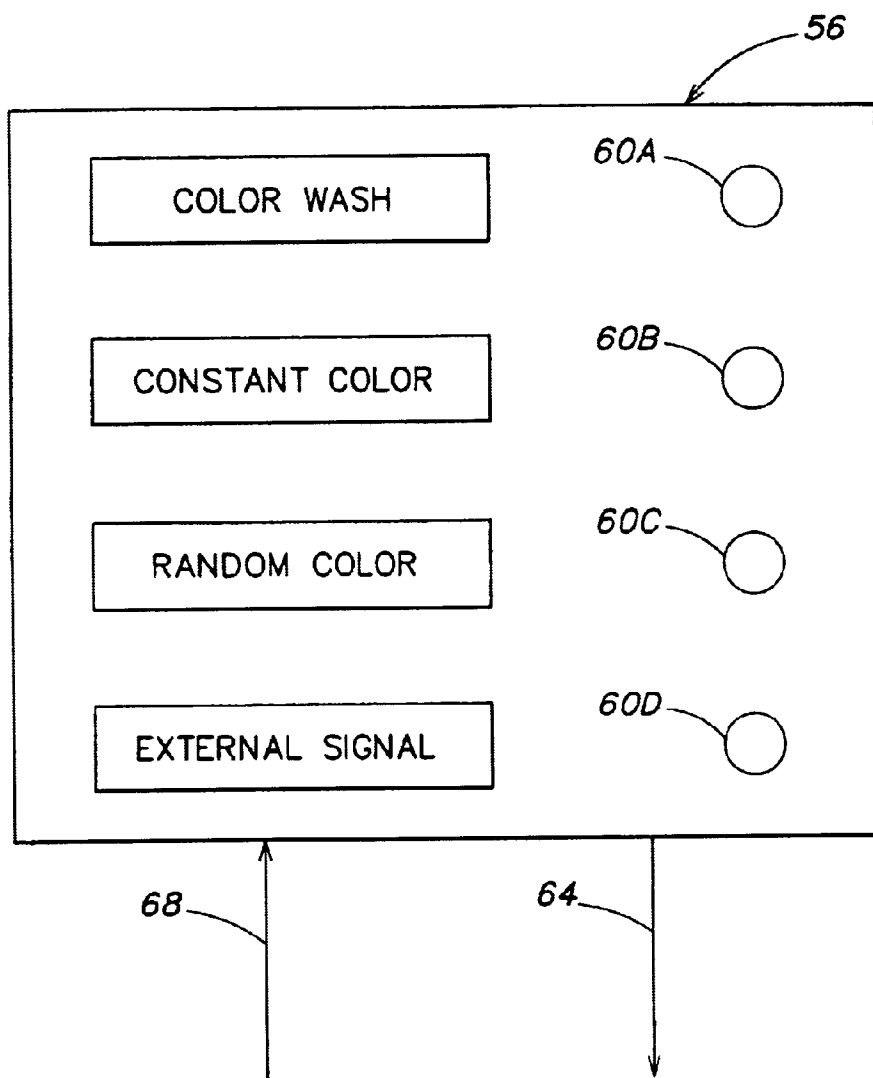 56
COLOR WASH
60A
CONSTANT COLOR
60B
RANDOM COLOR
60C
EXTERNAL SIGNAL
60D
68
64